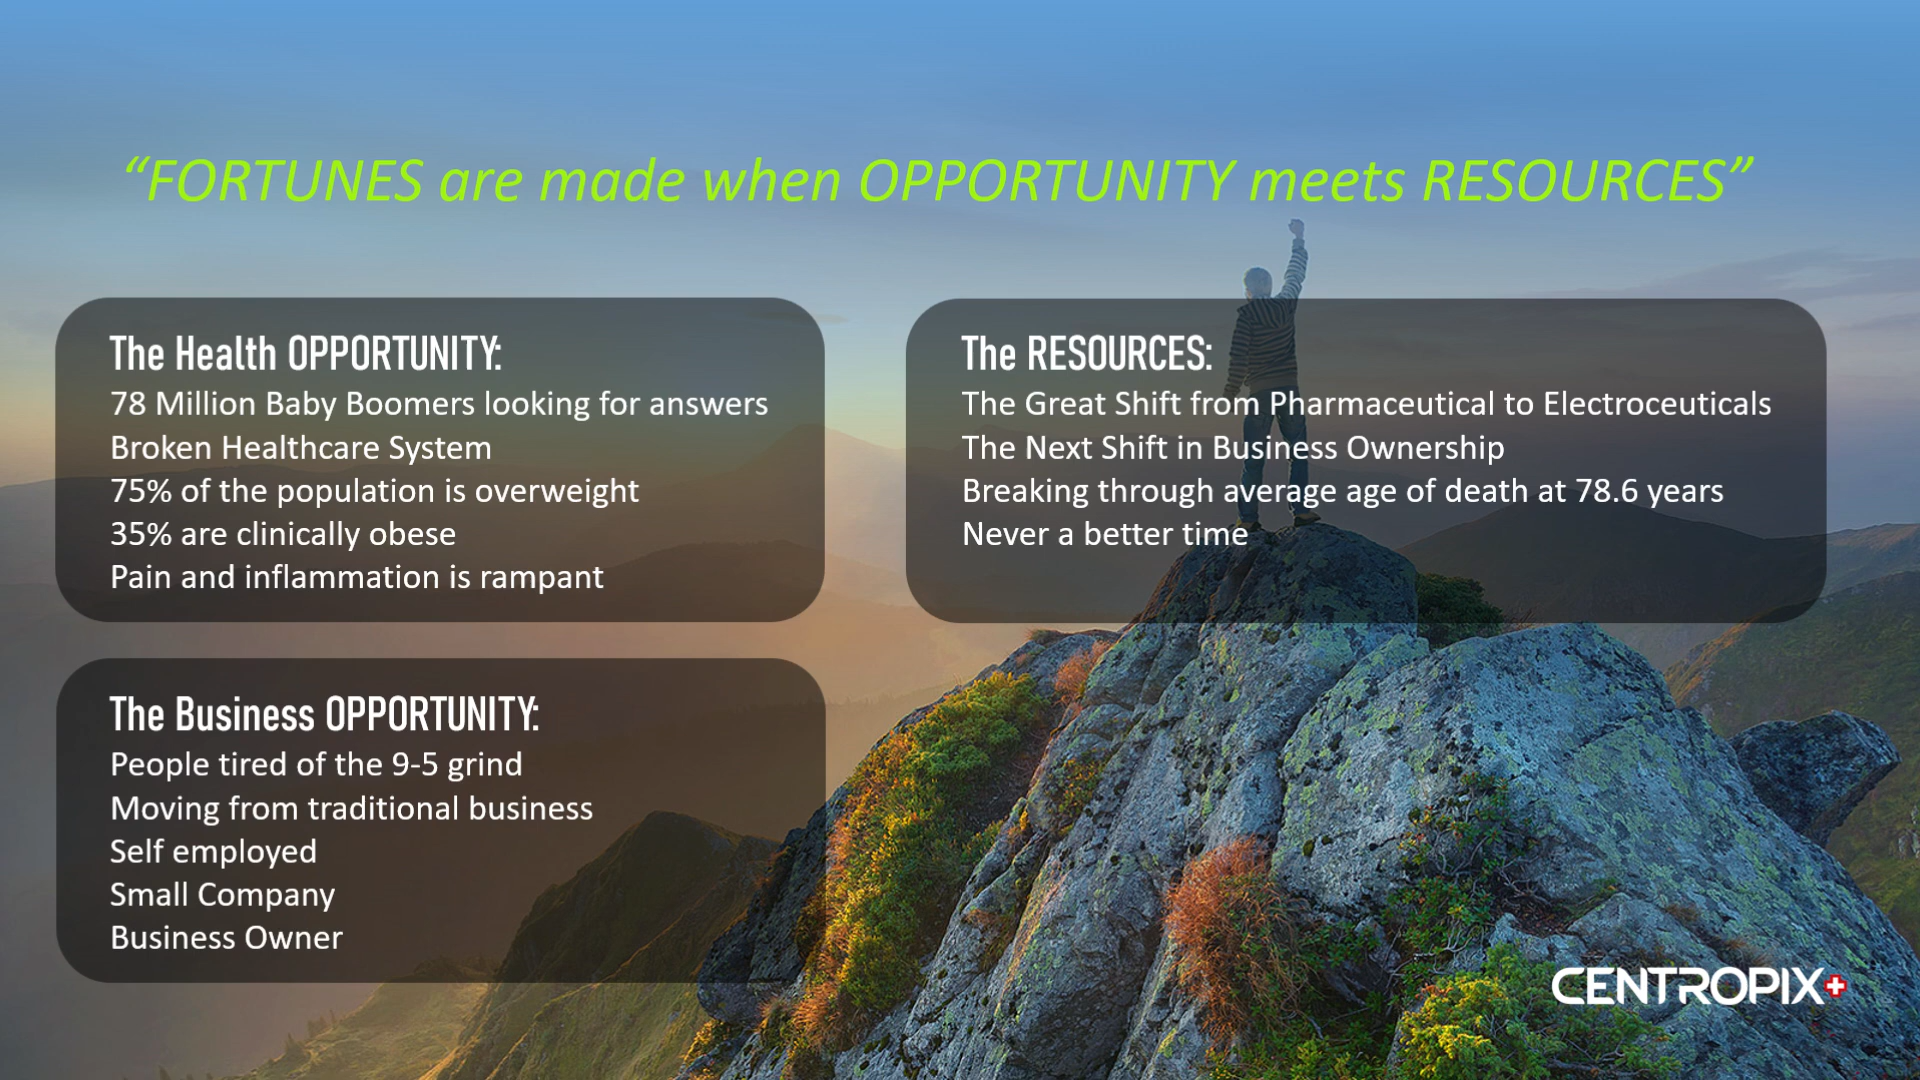 “FORTUNES are made when OPPORTUNITY meets RESOURCES”
The Health OPPORTUNITY:
78 Million Baby Boomers looking for answers
Broken Healthcare System
75% of the population is overweight
35% are clinically obese
Pain and inflammation is rampant
The RESOURCES:
The Great Shift from Pharmaceutical to Electroceuticals
The Next Shift in Business Ownership
Breaking through average age of death at 78.6 years
Never a better time
The Business OPPORTUNITY:
People tired of the 9-5 grind
Moving from traditional business
Self employed
Small Company
Business Owner
CENTROPIX+